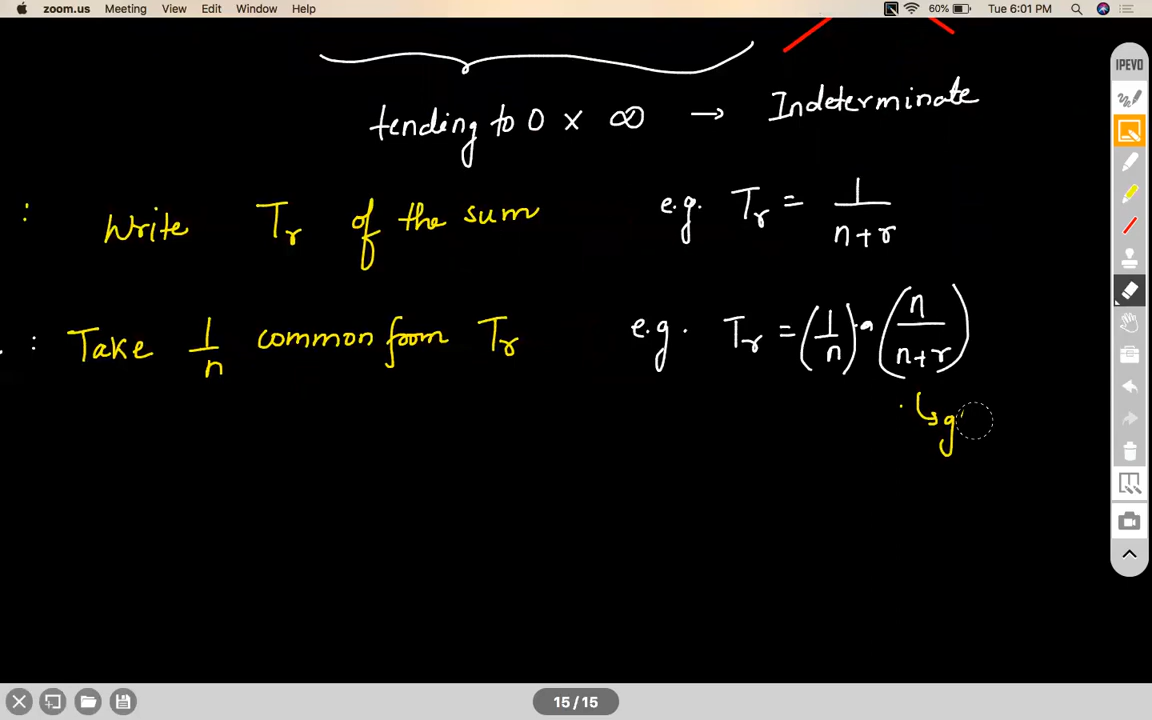 zoom.us Meeting View Edit Window Help 60% Tue 6:01 PM
IPEVO
tending to 0 × ∞ → Indeterminate
: Write Tr of the sum e.g. Tr = 1/(n+r)
: Take 1/n common from Tr e.g. Tr = (1/n) · (n/(n+r))
↳ g
15/15